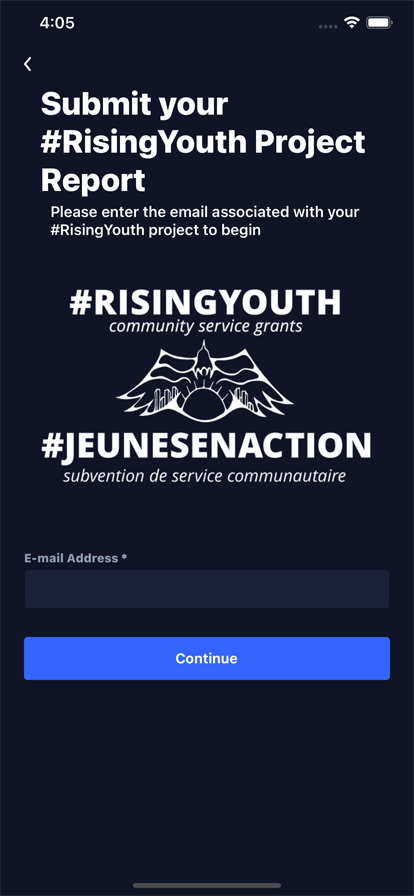 4:05
Submit your
#RisingYouth Project
Report
Please enter the email associated with your
#RisingYouth project to begin
#RISINGYOUTH
community service grants
#JEUNESENACTION
subvention de service communautaire
E-mail Address *
Continue